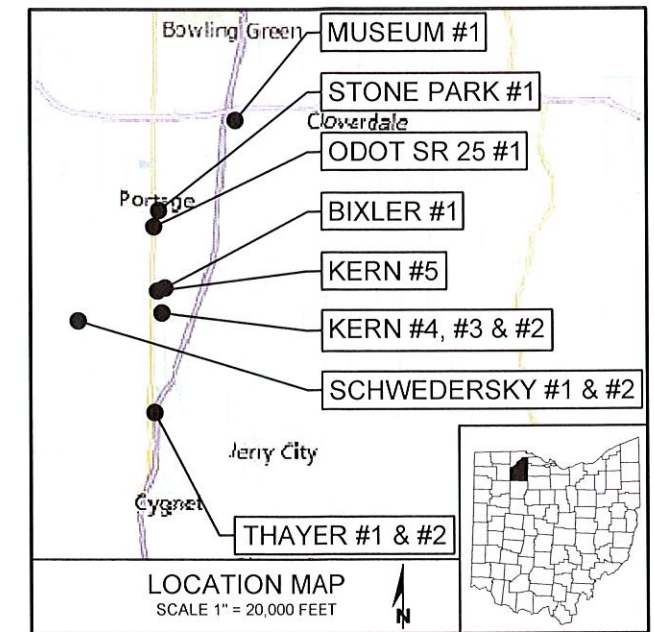 Bowling Green
MUSEUM #1
STONE PARK #1
Cloverdale
ODOT SR 25 #1
Portage
BIXLER #1
KERN #5
KERN #4, #3 & #2
SCHWEDERSKY #1 & #2
Jerry City
Cygnet
THAYER #1 & #2
LOCATION MAP
SCALE 1" = 20,000 FEET
N